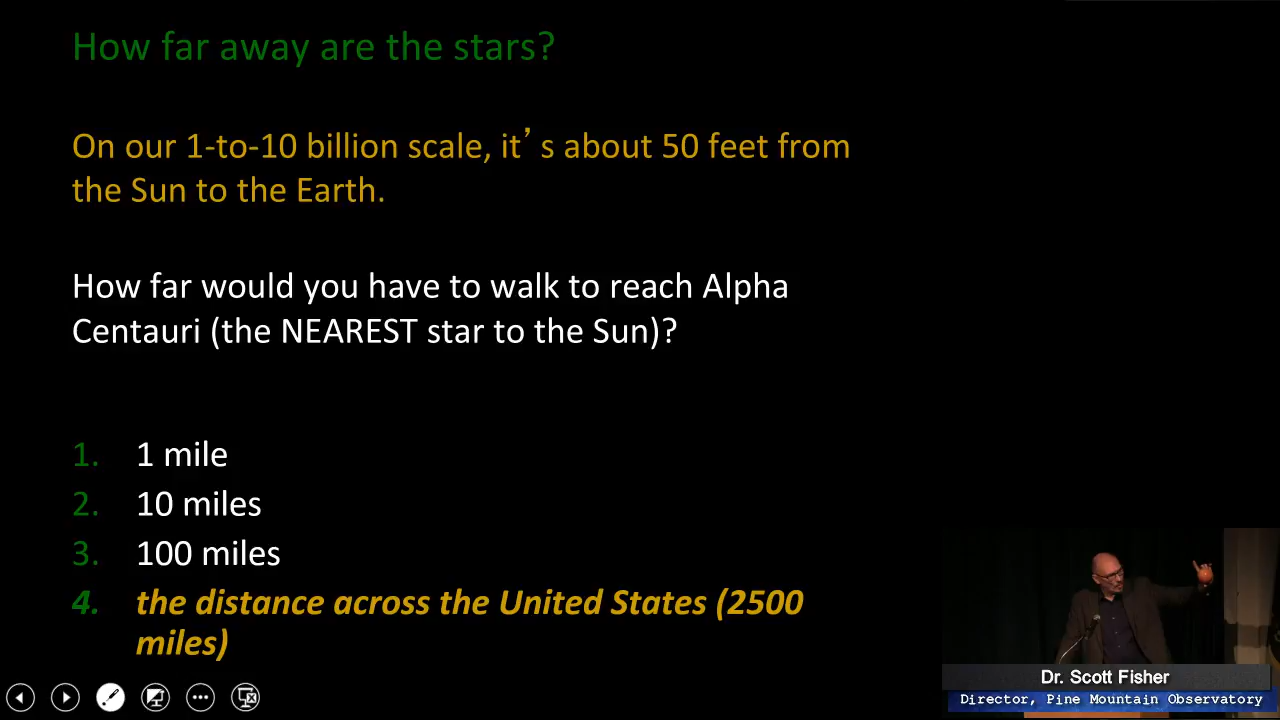 How far away are the stars?
On our 1-to-10 billion scale, it’s about 50 feet from
the Sun to the Earth.
How far would you have to walk to reach Alpha
Centauri (the NEAREST star to the Sun)?
1. 1 mile
2. 10 miles
3. 100 miles
4. the distance across the United States (2500
miles)
Dr. Scott Fisher
Director, Pine Mountain Observatory